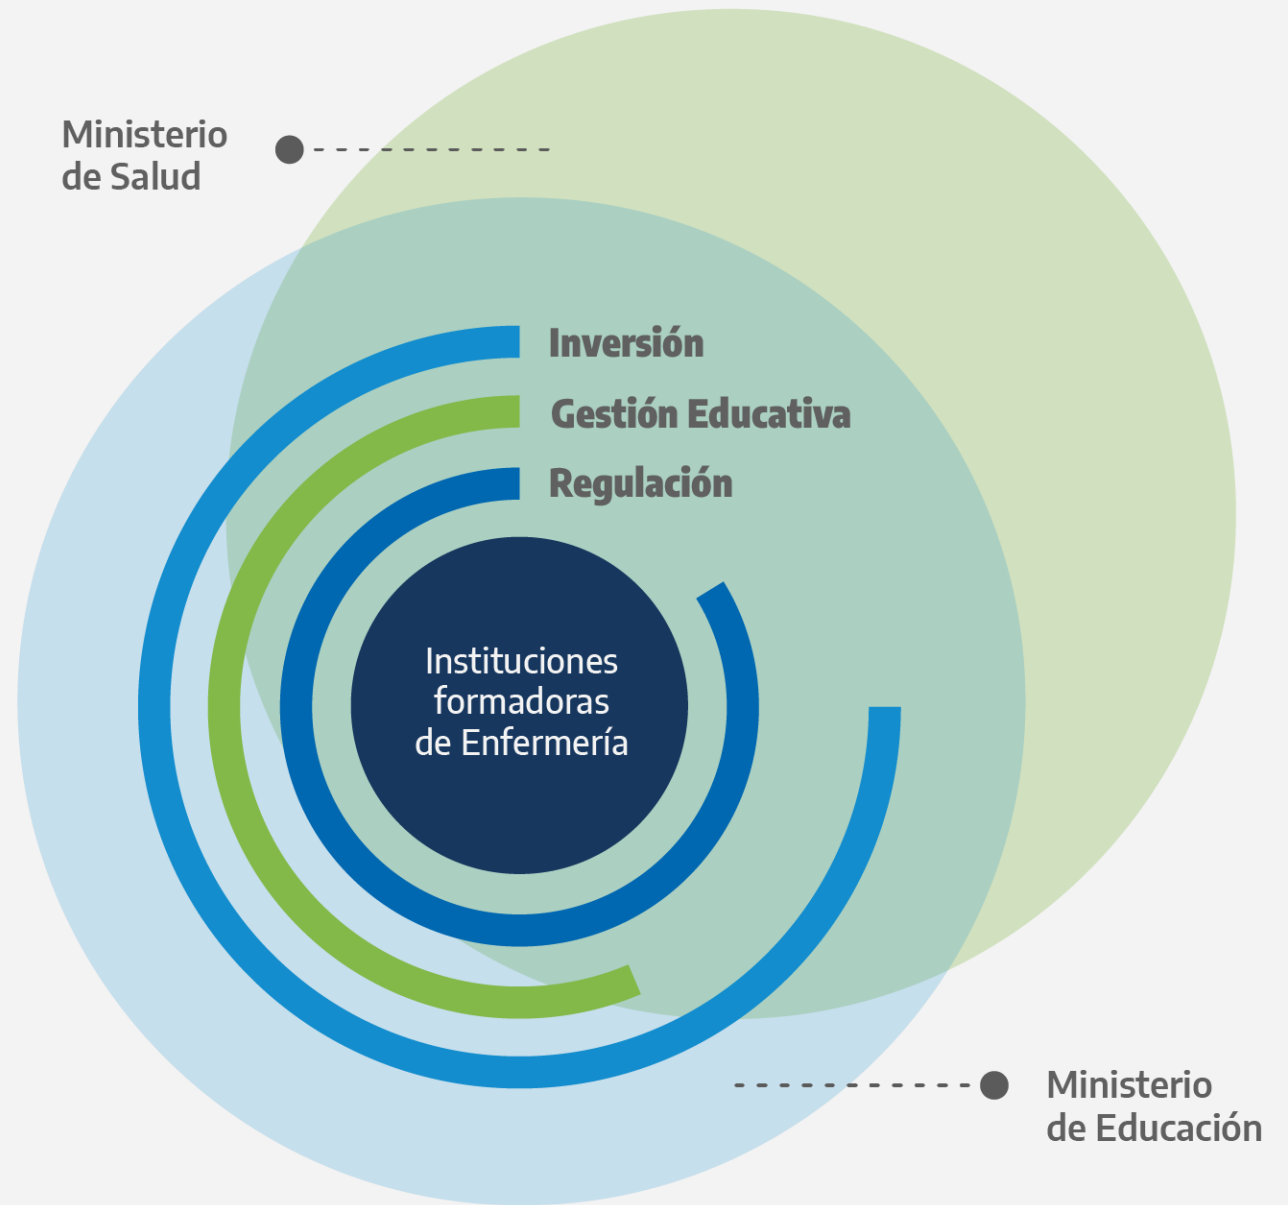 Ministerio
de Salud
Inversión
Gestión Educativa
Regulación
Instituciones
formadoras
de Enfermería
Ministerio
de Educación